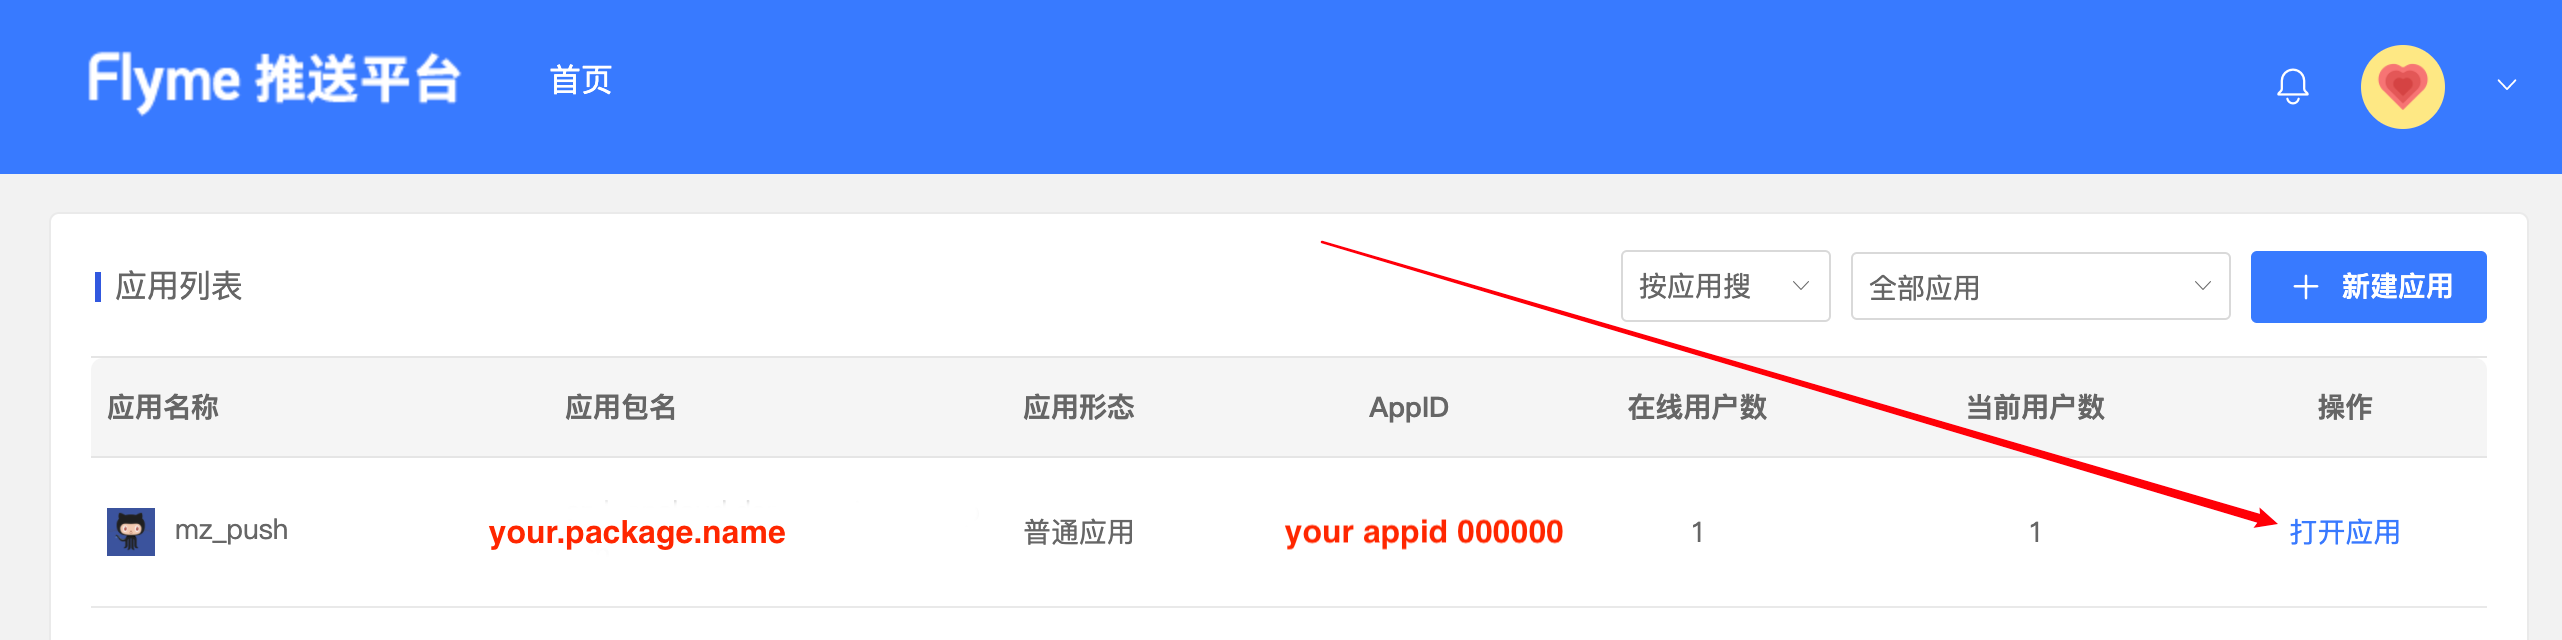 Flyme 推送平台 首页
应用列表 按应用搜 全部应用 新建应用
应用名称 应用包名 应用形态 AppID 在线用户数 当前用户数 操作
mz_push your.package.name 普通应用 your appid 000000 1 1 打开应用